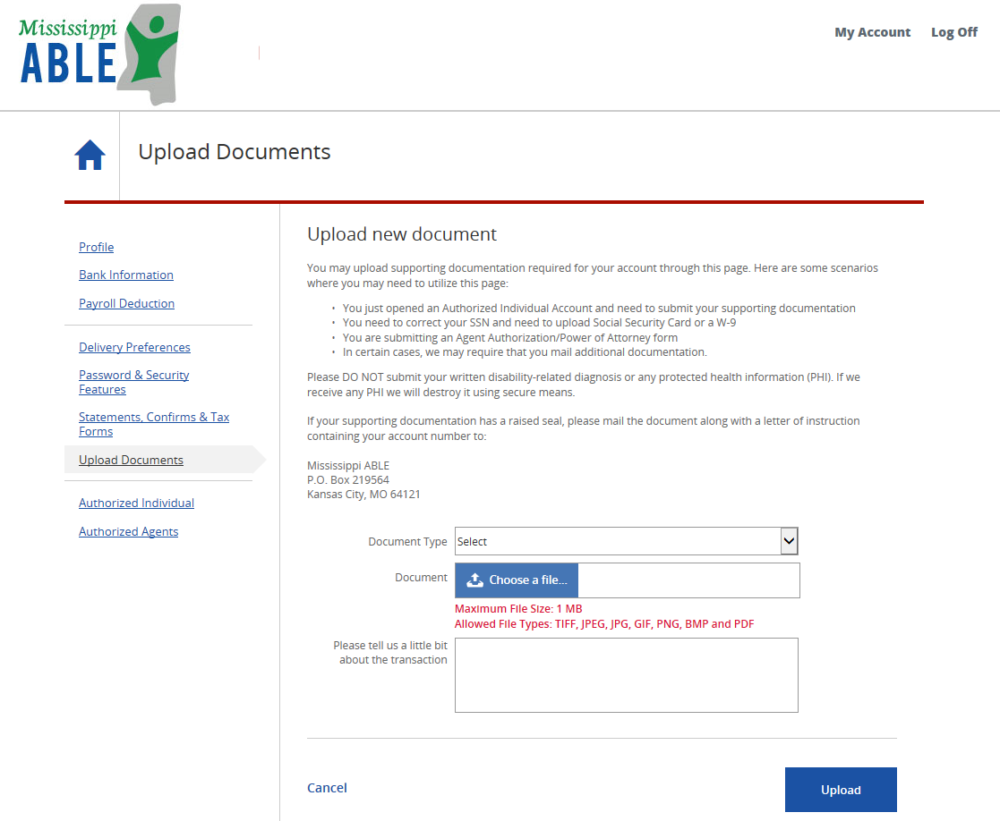 Mississippi
ABLE
My Account
Log Off
Upload Documents
Profile
Bank Information
Payroll Deduction
Delivery Preferences
Password & Security
Features
Statements, Confirms & Tax
Forms
Upload Documents
Authorized Individual
Authorized Agents
Upload new document
You may upload supporting documentation required for your account through this page. Here are some scenarios
where you may need to utilize this page:
• You just opened an Authorized Individual Account and need to submit your supporting documentation
• You need to correct your SSN and need to upload Social Security Card or a W-9
• You are submitting an Agent Authorization/Power of Attorney form
• In certain cases, we may require that you mail additional documentation.
Please DO NOT submit your written disability-related diagnosis or any protected health information (PHI). If we
receive any PHI we will destroy it using secure means.
If your supporting documentation has a raised seal, please mail the document along with a letter of instruction
containing your account number to:
Mississippi ABLE
P.O. Box 219564
Kansas City, MO 64121
Document Type Select
Document Choose a file...
Maximum File Size: 1 MB
Allowed File Types: TIFF, JPEG, JPG, GIF, PNG, BMP and PDF
Please tell us a little bit
about the transaction
Cancel
Upload